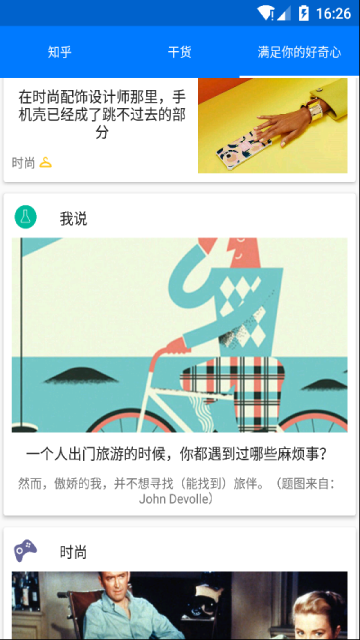 16:26
知乎
干货
满足你的好奇心
在时尚配饰设计师那里，手
机壳已经成了跳不过去的部
分
时尚
我说
一个人出门旅游的时候，你都遇到过哪些麻烦事？
然而，傲娇的我，并不想寻找（能找到）旅伴。（题图来自：
John Devolle）
时尚